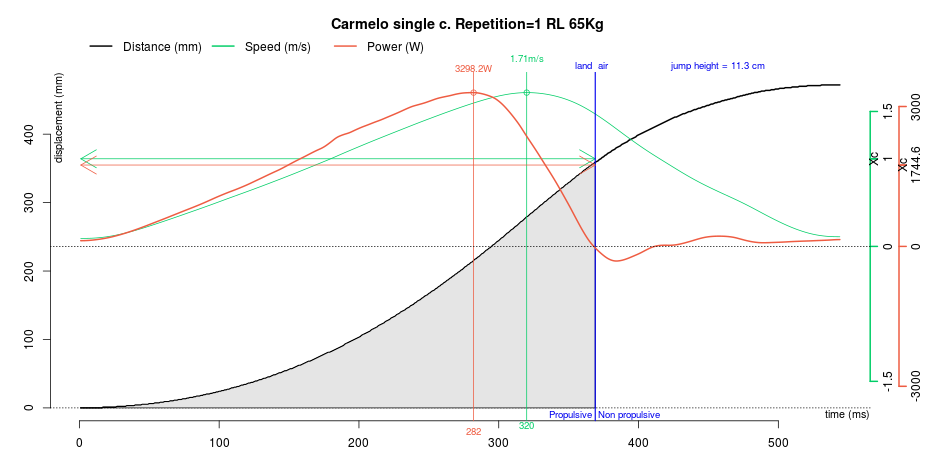 Carmelo single c. Repetition=1 RL 65Kg
Distance (mm) Speed (m/s) Power (W)
1.71m/s
3298.2W
land air
jump height = 11.3 cm
displacement (mm)
400
300
200
100
0
1.5
X̄c
1
0
-1.5
3000
X̄c
1744.6
0
-3000
Propulsive Non propulsive
time (ms)
282
320
0 100 200 300 400 500